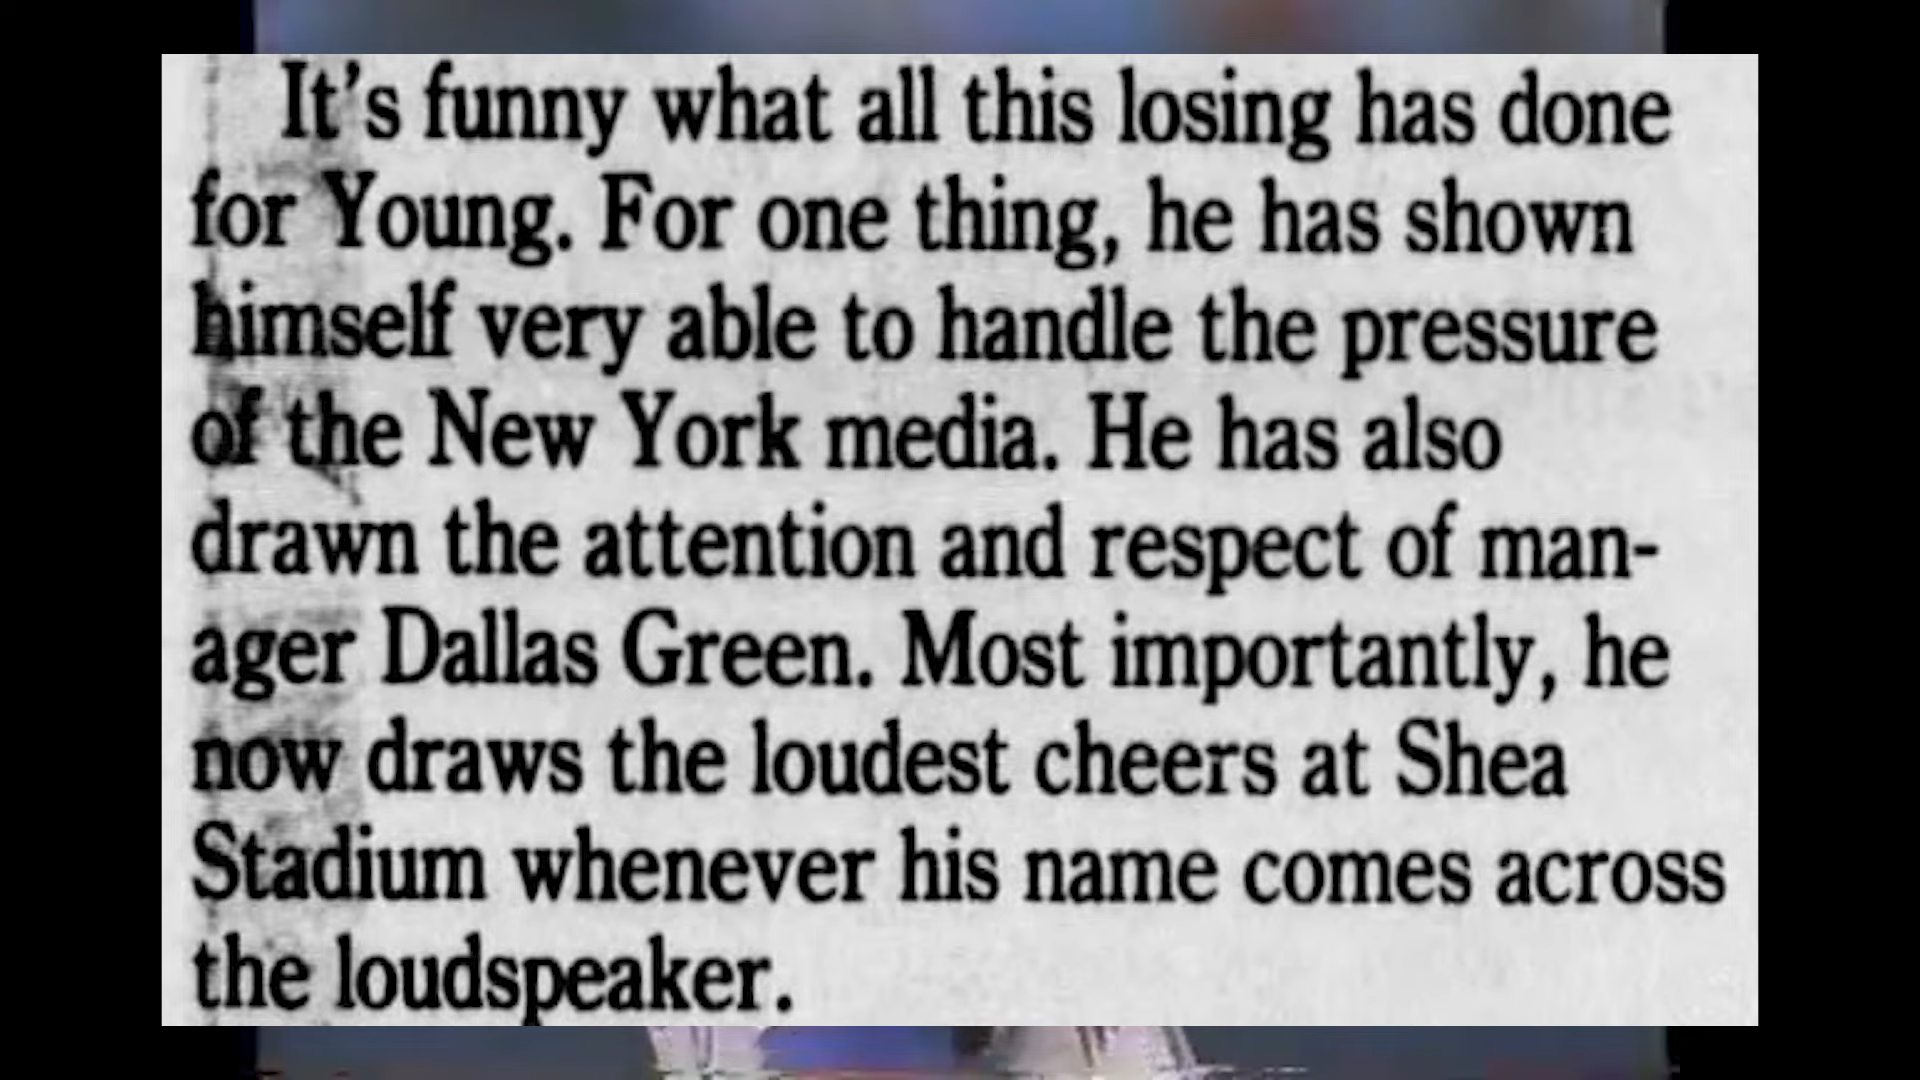 It's funny what all this losing has done
for Young. For one thing, he has shown
himself very able to handle the pressure
of the New York media. He has also
drawn the attention and respect of man-
ager Dallas Green. Most importantly, he
now draws the loudest cheers at Shea
Stadium whenever his name comes across
the loudspeaker.